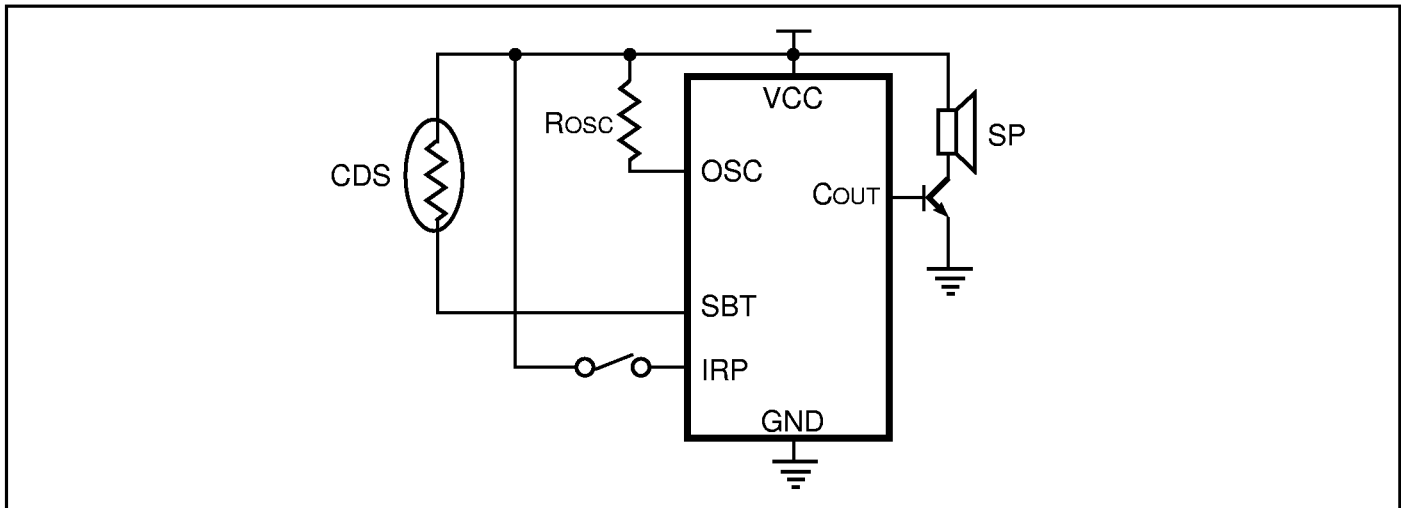 VCC
ROSC
SP
CDS
OSC
COUT
SBT
IRP
GND